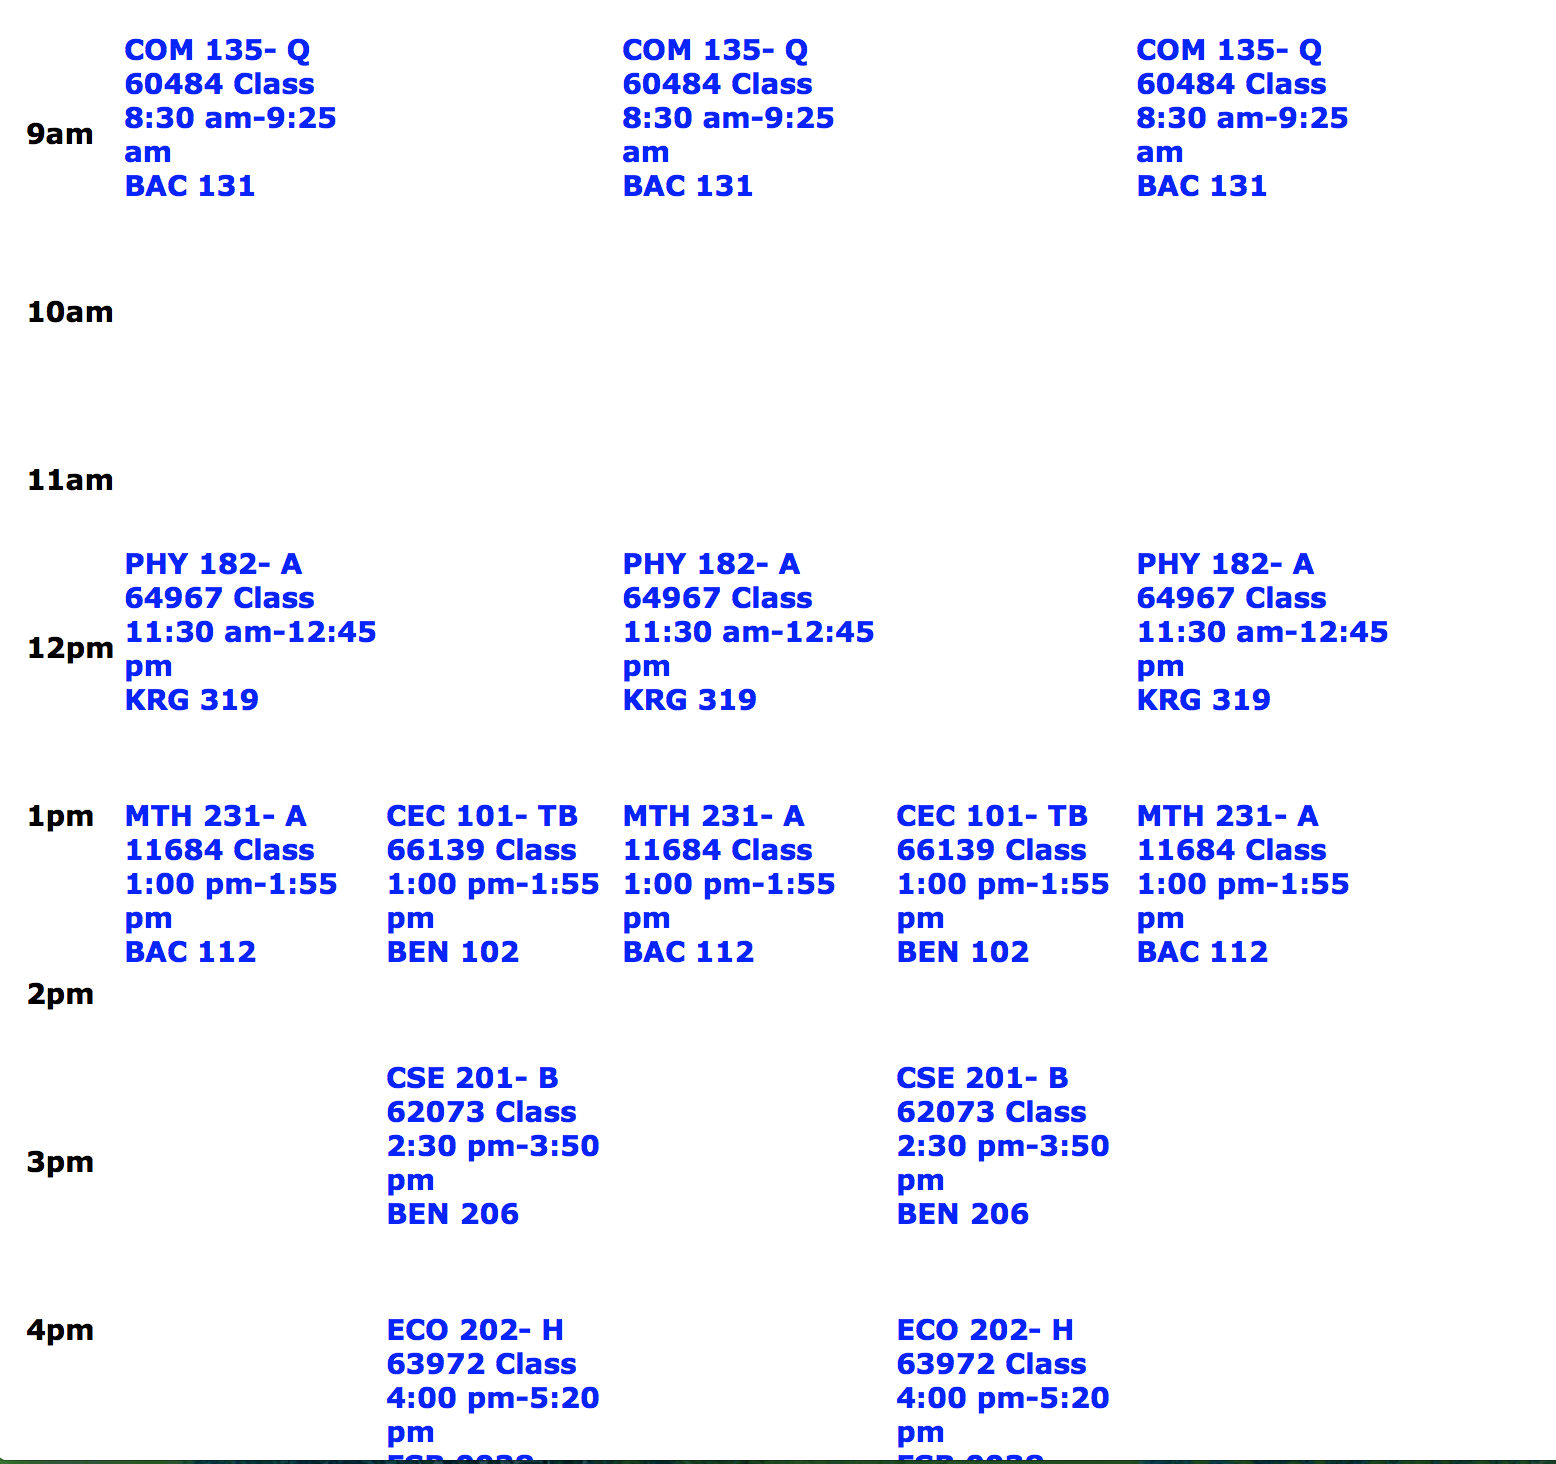 COM 135- Q
60484 Class
8:30 am-9:25
am
BAC 131
COM 135- Q
60484 Class
8:30 am-9:25
am
BAC 131
COM 135- Q
60484 Class
8:30 am-9:25
am
BAC 131
9am
10am
11am
PHY 182- A
64967 Class
11:30 am-12:45
pm
KRG 319
PHY 182- A
64967 Class
11:30 am-12:45
pm
KRG 319
PHY 182- A
64967 Class
11:30 am-12:45
pm
KRG 319
12pm
1pm
MTH 231- A
11684 Class
1:00 pm-1:55
pm
BAC 112
CEC 101- TB
66139 Class
1:00 pm-1:55
pm
BEN 102
MTH 231- A
11684 Class
1:00 pm-1:55
pm
BAC 112
CEC 101- TB
66139 Class
1:00 pm-1:55
pm
BEN 102
MTH 231- A
11684 Class
1:00 pm-1:55
pm
BAC 112
2pm
CSE 201- B
62073 Class
2:30 pm-3:50
pm
BEN 206
CSE 201- B
62073 Class
2:30 pm-3:50
pm
BEN 206
3pm
4pm
ECO 202- H
63972 Class
4:00 pm-5:20
pm
ECO 202- H
63972 Class
4:00 pm-5:20
pm